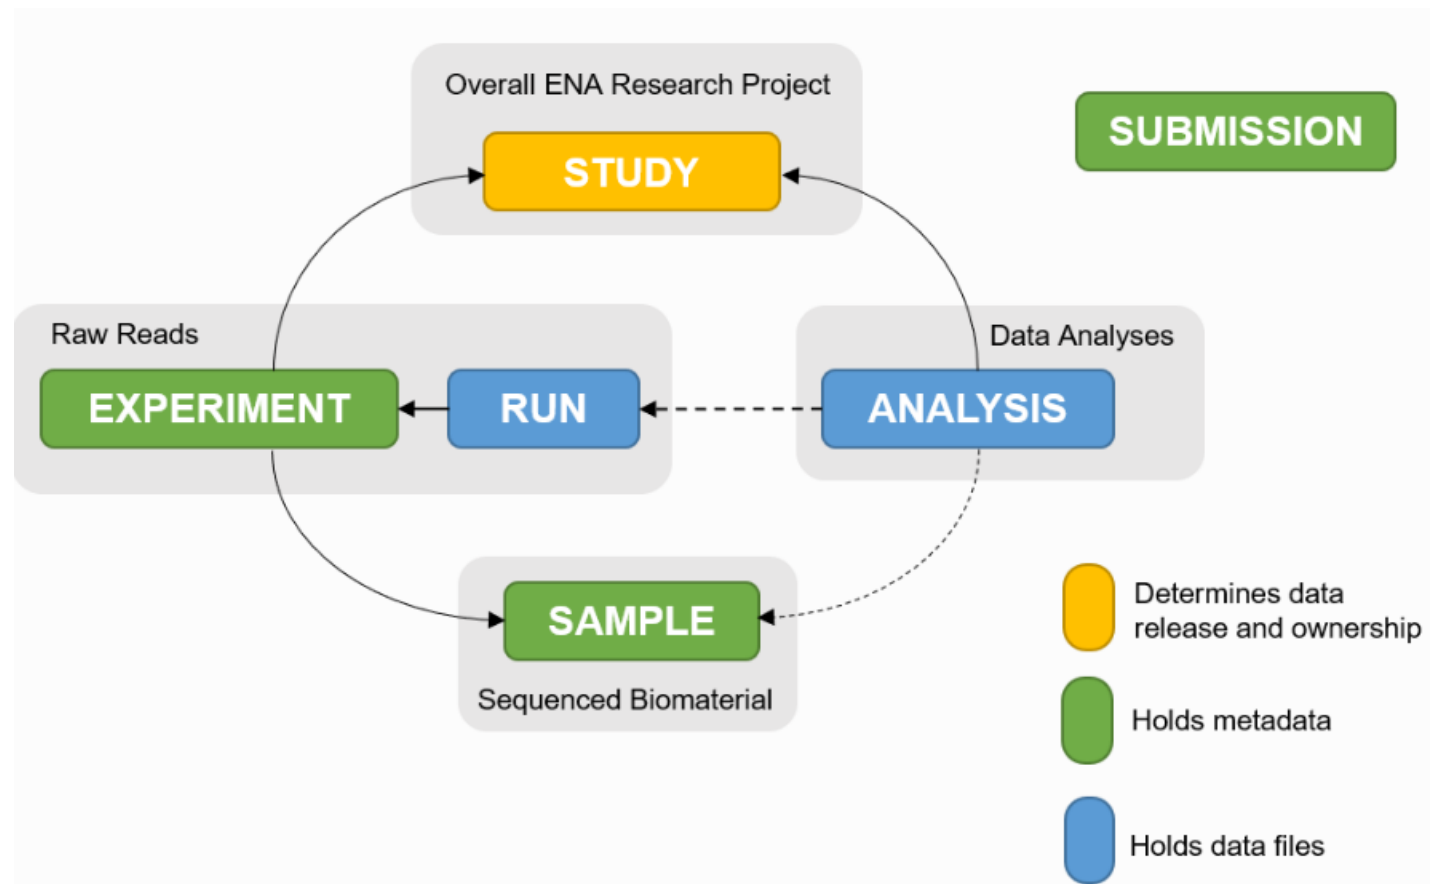 Overall ENA Research Project
STUDY
SUBMISSION
Raw Reads
EXPERIMENT
RUN
Data Analyses
ANALYSIS
SAMPLE
Sequenced Biomaterial
Determines data
release and ownership
Holds metadata
Holds data files